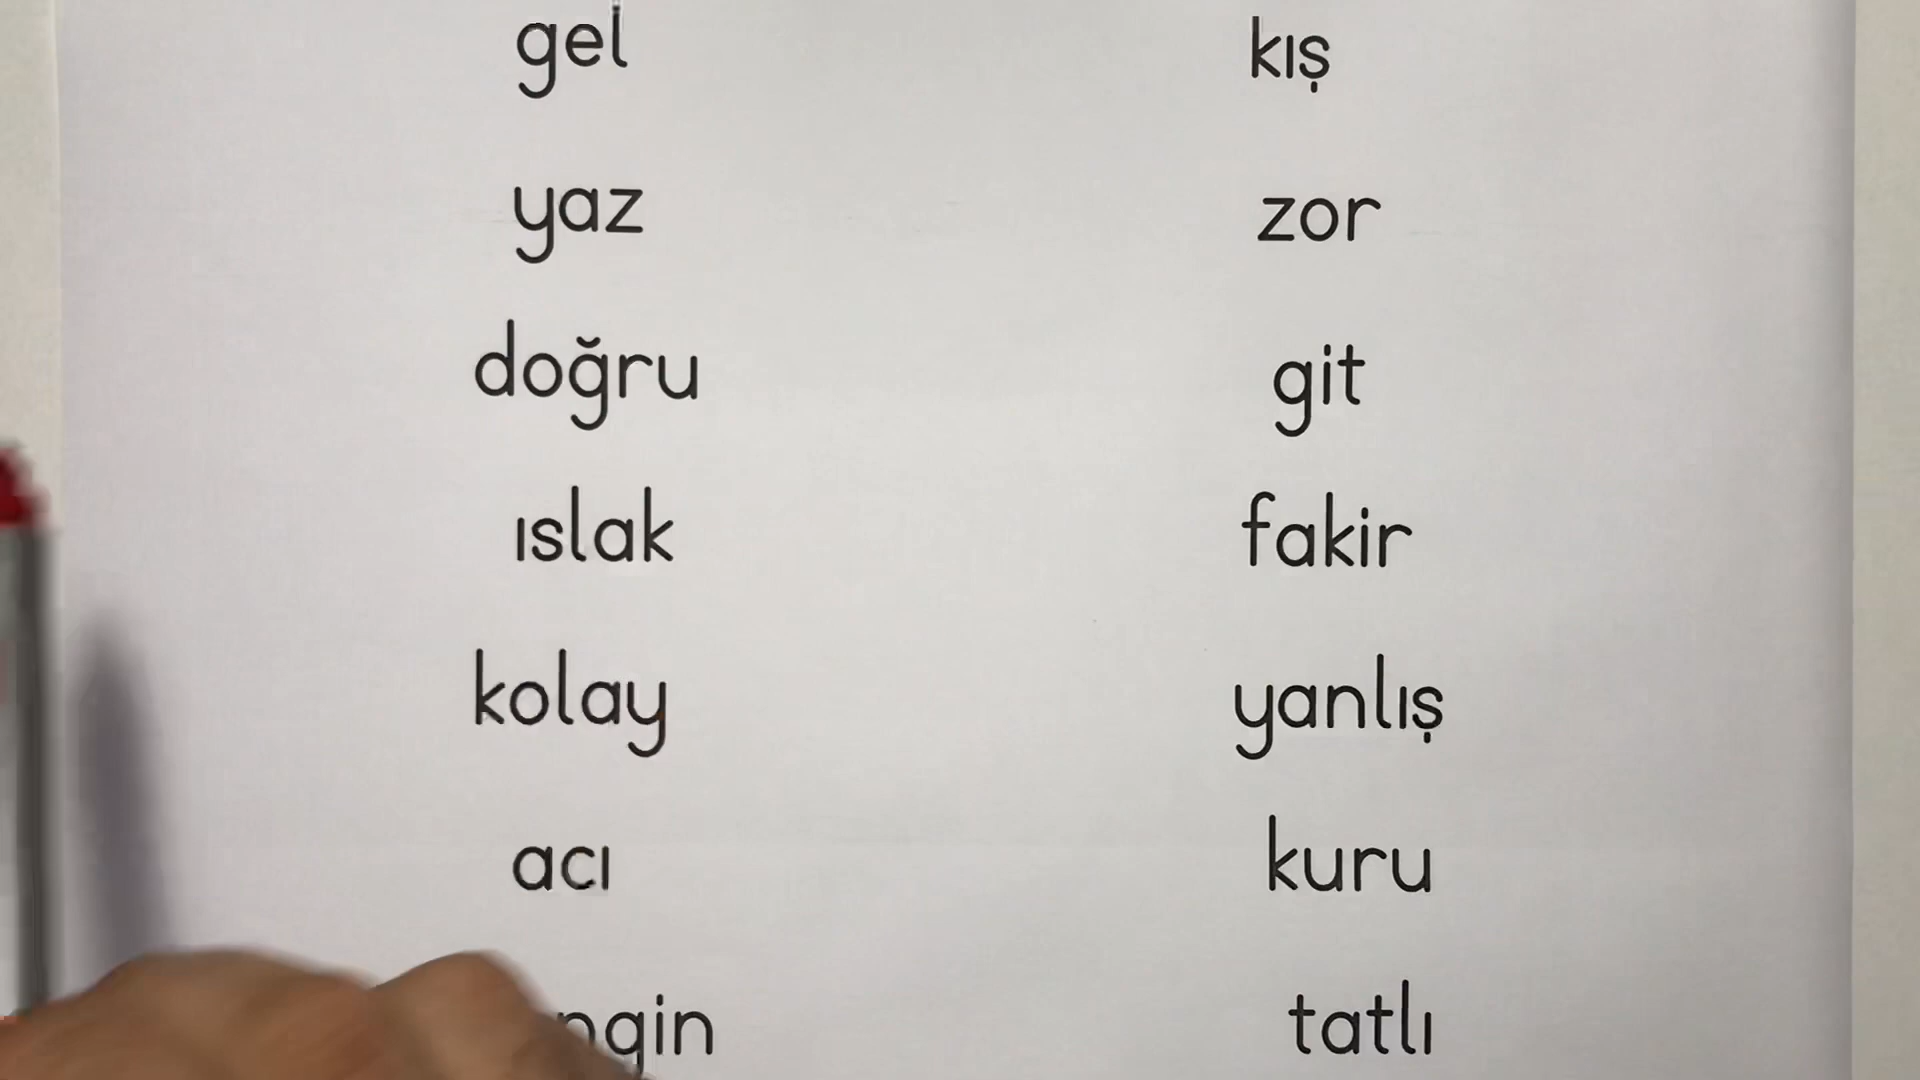 gel kış
yaz zor
doğru git
ıslak fakir
kolay yanlış
acı kuru
tatlı